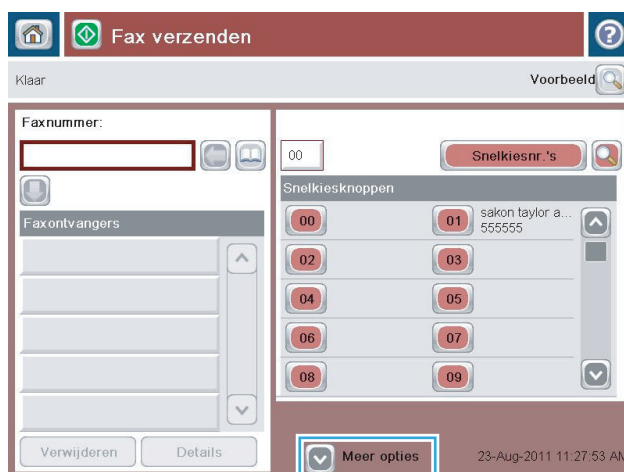 Fax verzenden
Klaar
Voorbeeld
Faxnummer:
00
Snelkiesnr.'s
Faxontvangers
Snelkiesknoppen
00
01 sakon taylor a...
555555
02
03
04
05
06
07
08
09
Verwijderen
Details
Meer opties
23-Aug-2011 11:27:53 AM